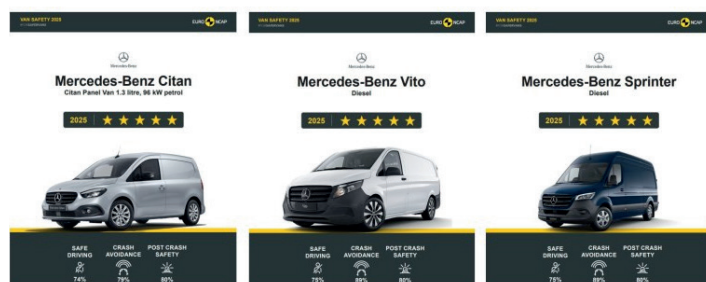 VAN SAFETY 2025
EURO NCAP
Mercedes-Benz
Mercedes-Benz Citan
Citan Panel Van 1.3 litre, 96 kW petrol
2025
SAFE DRIVING
CRASH AVOIDANCE
POST CRASH SAFETY
74%
79%
80%
VAN SAFETY 2025
EURO NCAP
Mercedes-Benz
Mercedes-Benz Vito
Diesel
2025
SAFE DRIVING
CRASH AVOIDANCE
POST CRASH SAFETY
75%
89%
80%
VAN SAFETY 2025
EURO NCAP
Mercedes-Benz
Mercedes-Benz Sprinter
Diesel
2025
SAFE DRIVING
CRASH AVOIDANCE
POST CRASH SAFETY
75%
89%
80%